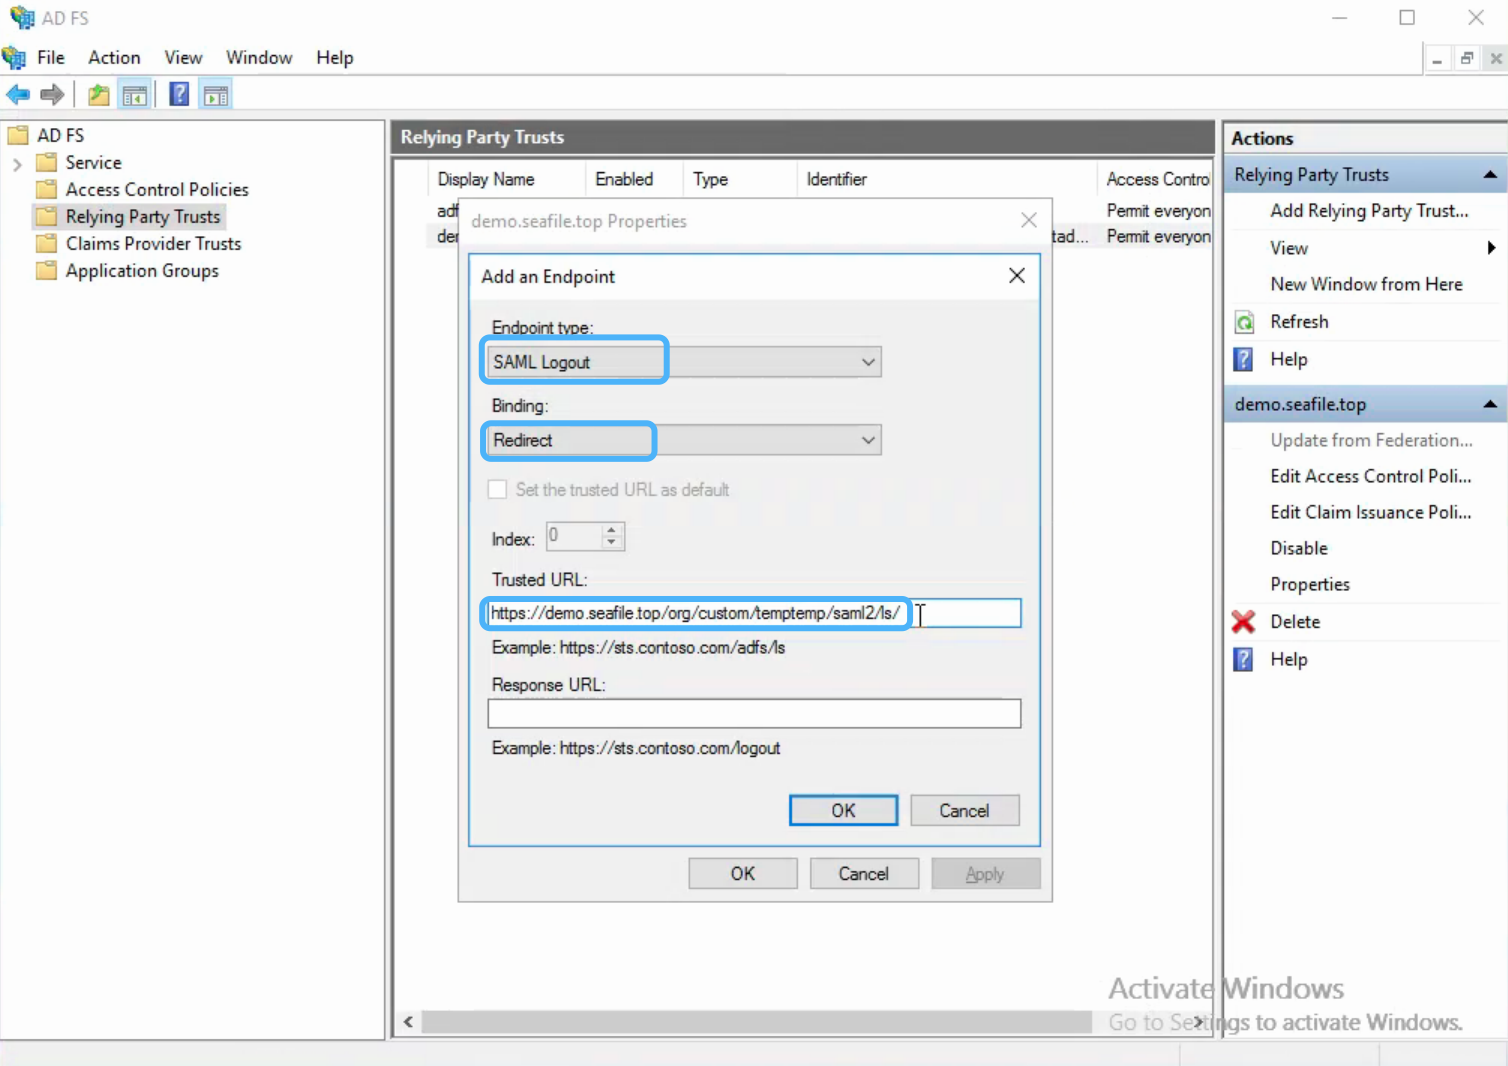 AD FS
File Action View Window Help
AD FS
Service
Access Control Policies
Relying Party Trusts
Claims Provider Trusts
Application Groups
Relying Party Trusts
Display Name Enabled Type Identifier Access Contro
adf Permit everyon
der tad... Permit everyon
demo.seafile.top Properties
Add an Endpoint
Endpoint type:
SAML Logout
Binding:
Redirect
Set the trusted URL as default
Index: 0
Trusted URL:
https://demo.seafile.top/org/custom/temptemp/saml2/ls/
Example: https://sts.contoso.com/adfs/ls
Response URL:
Example: https://sts.contoso.com/logout
OK Cancel
OK Cancel Apply
Actions
Relying Party Trusts
Add Relying Party Trust...
View
New Window from Here
Refresh
Help
demo.seafile.top
Update from Federation...
Edit Access Control Poli...
Edit Claim Issuance Poli...
Disable
Properties
Delete
Help
Activate Windows
Go to Settings to activate Windows.